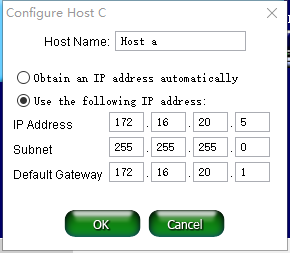 Configure Host C
Host Name: Host a
Obtain an IP address automatically
Use the following IP address:
IP Address 172 . 16 . 20 . 5
Subnet 255 . 255 . 255 . 0
Default Gateway 172 . 16 . 20 . 1
OK Cancel